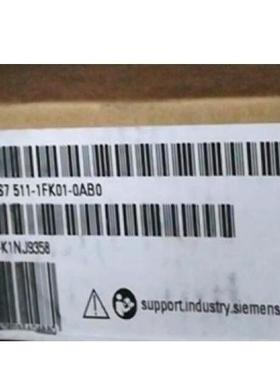 S7 511-1FK01-0AB0
-K1NJ9358
support.industry.siemens